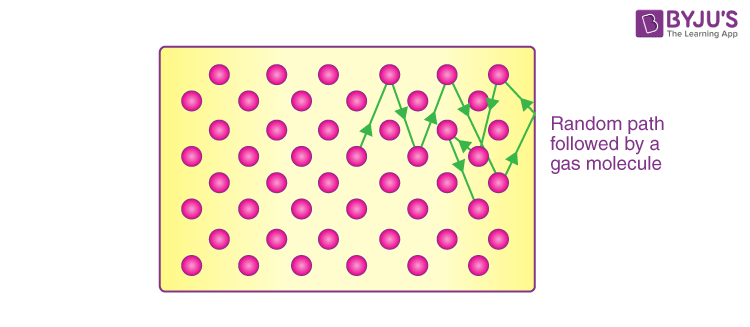 BYJU'S
The Learning App
Random path
followed by a
gas molecule